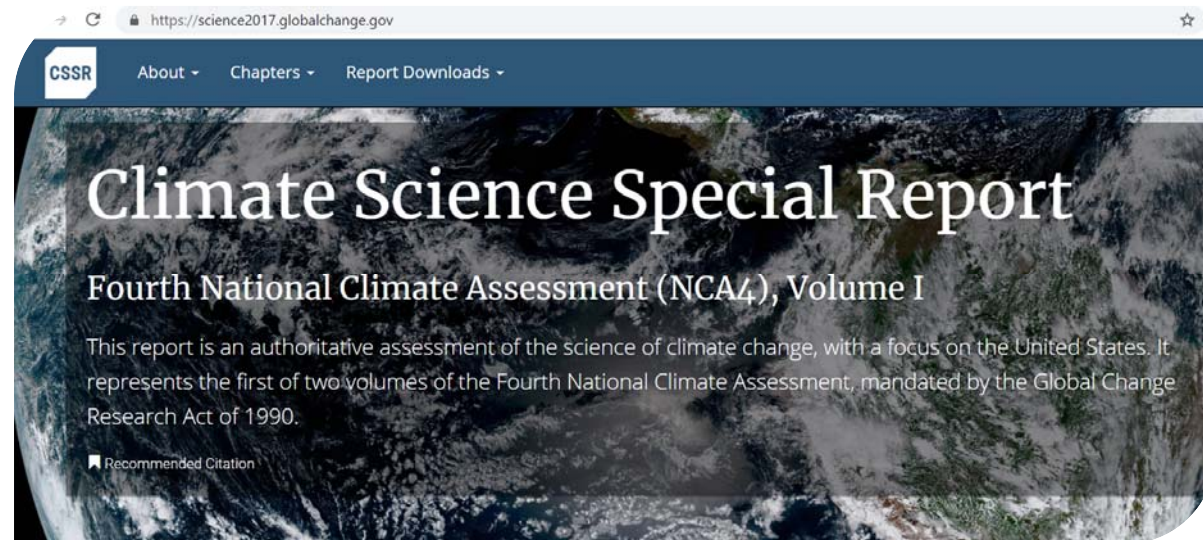 https://science2017.globalchange.gov
CSSR About Chapters Report Downloads
Climate Science Special Report
Fourth National Climate Assessment (NCA4), Volume I
This report is an authoritative assessment of the science of climate change, with a focus on the United States. It
represents the first of two volumes of the Fourth National Climate Assessment, mandated by the Global Change
Research Act of 1990.
Recommended Citation